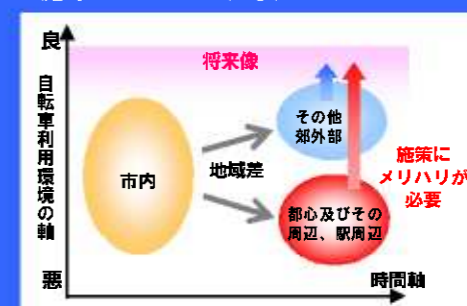 良
将来像
自転車利用環境の軸
その他
郊外部
市内
地域差
施策に
メリハリが
必要
都心及びその
周辺、駅周辺
悪
時間軸